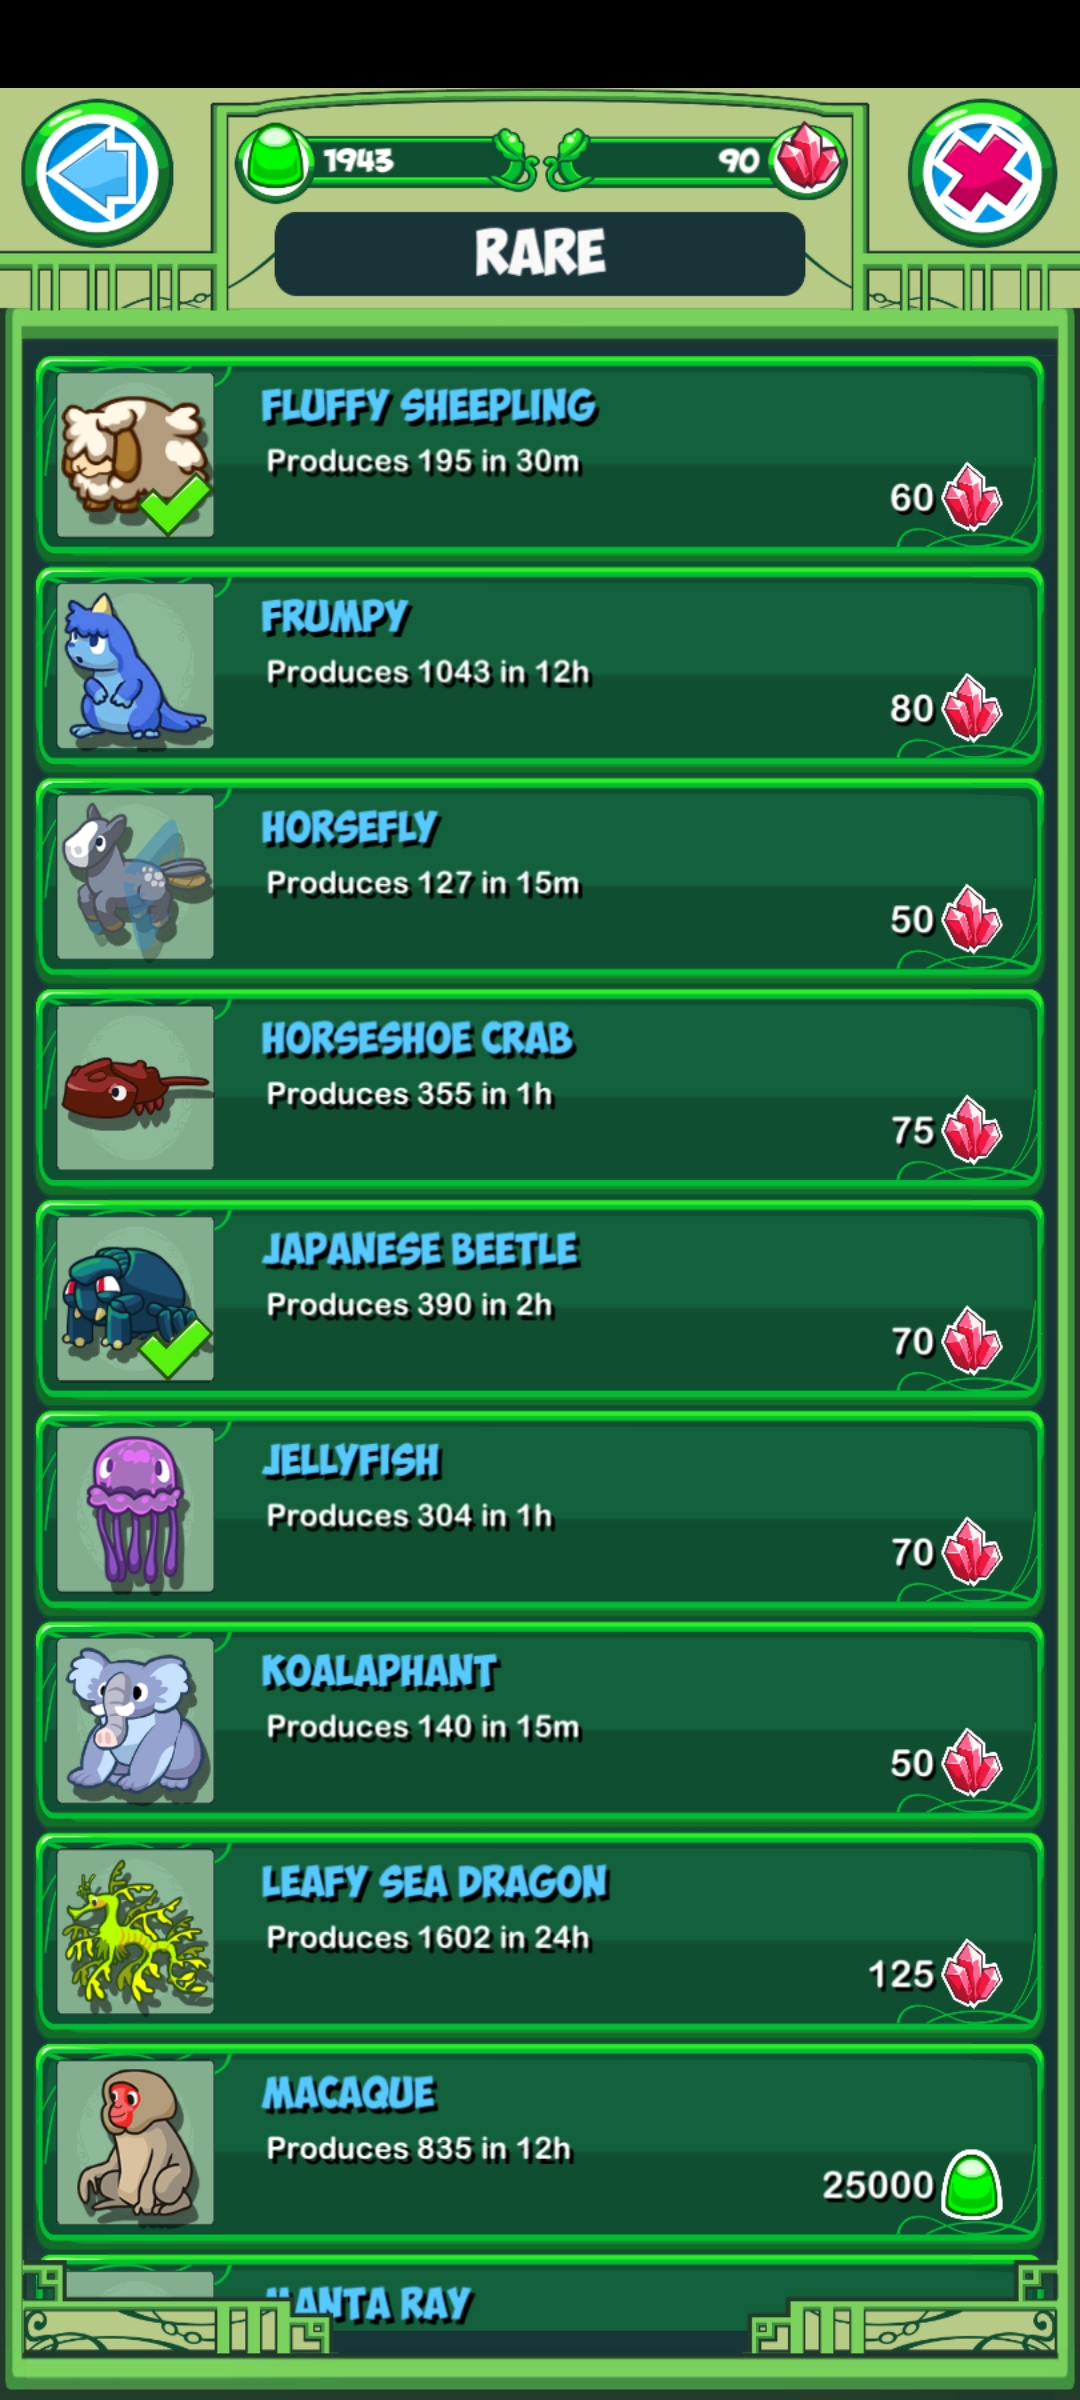 1943
90
RARE
FLUFFY SHEEPLING
Produces 195 in 30m
60
FRUMPY
Produces 1043 in 12h
80
HORSEFLY
Produces 127 in 15m
50
HORSESHOE CRAB
Produces 355 in 1h
75
JAPANESE BEETLE
Produces 390 in 2h
70
JELLYFISH
Produces 304 in 1h
70
KOALAPHANT
Produces 140 in 15m
50
LEAFY SEA DRAGON
Produces 1602 in 24h
125
MACAQUE
Produces 835 in 12h
25000
MANTA RAY